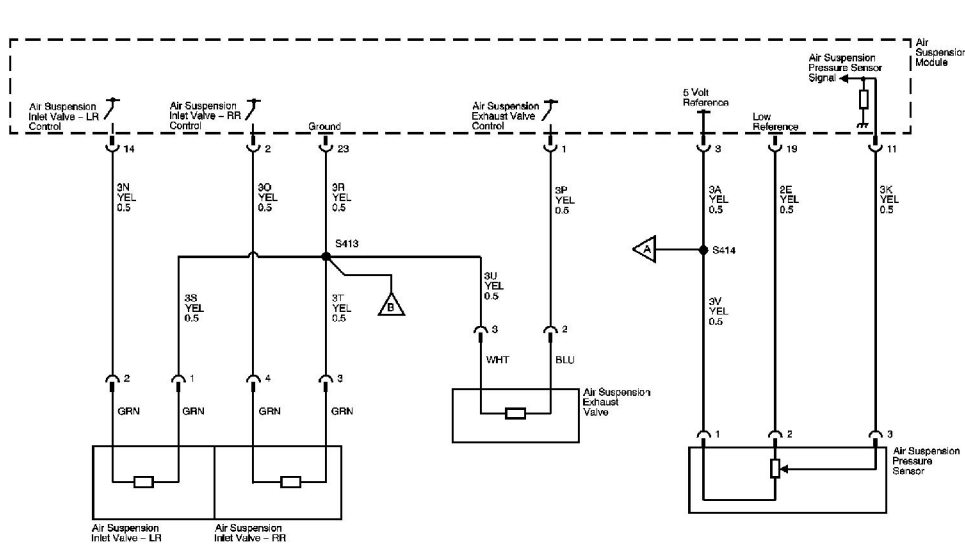 Air
Suspension
Module
Air Suspension
Pressure Sensor
Signal
5 Volt
Reference
Low
Reference
Air Suspension
Inlet Valve – LR
Control
Air Suspension
Inlet Valve – RR
Control
Ground
Air Suspension
Exhaust Valve
Control
14
2
23
1
3
19
11
3N
YEL
0.5
3Q
YEL
0.5
3R
YEL
0.5
3P
YEL
0.5
3A
YEL
0.5
2E
YEL
0.5
3K
YEL
0.5
S413
A
S414
3S
YEL
0.5
3T
YEL
0.5
B
3U
YEL
0.5
3V
YEL
0.5
3
2
WHT
BLU
2
1
4
3
GRN
GRN
GRN
GRN
Air Suspension
Exhaust
Valve
1
2
3
Air Suspension
Pressure
Sensor
Air Suspension
Inlet Valve – LR
Air Suspension
Inlet Valve – RR